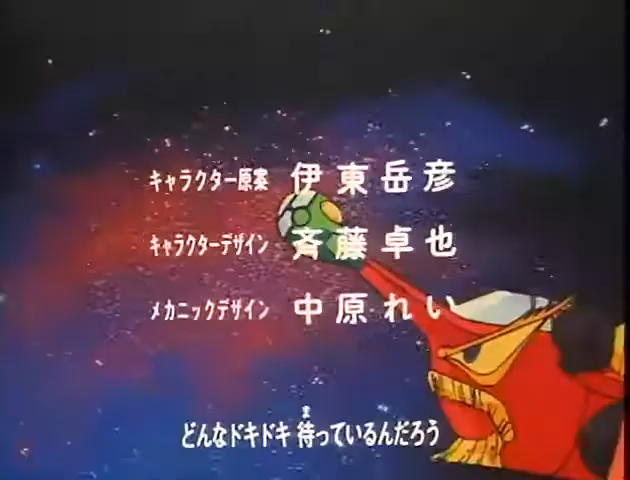 キャラクター原案 伊東岳彦
キャラクターデザイン 斉藤卓也
メカニックデザイン 中原れい
ま
どんなドキドキ 待っているんだろう